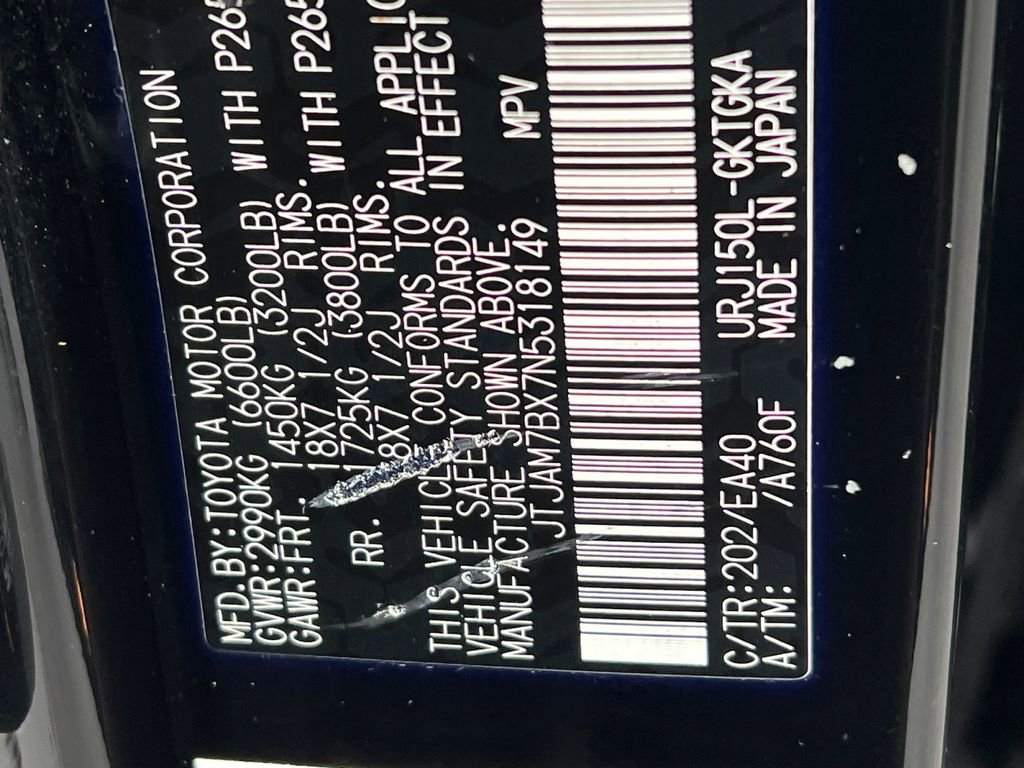 MFD.BY:TOYOTA MOTOR CORPORATION
GVWR:2990KG (6600LB)
GAWR:FRT. 1450KG (3200LB) WITH P265
18X7 1/2J RIMS.
RR. 1725KG (3800LB) WITH P265
18X7 1/2J RIMS.
THIS VEHICLE CONFORMS TO ALL APPLIC
VEHICLE SAFETY STANDARDS IN EFFECT
MANUFACTURE SHOWN ABOVE.
JTJAM7BX7N5318149 MPV
C/TR:202/EA40 URJ150L-GKTGKA
A/TM: /A760F MADE IN JAPAN